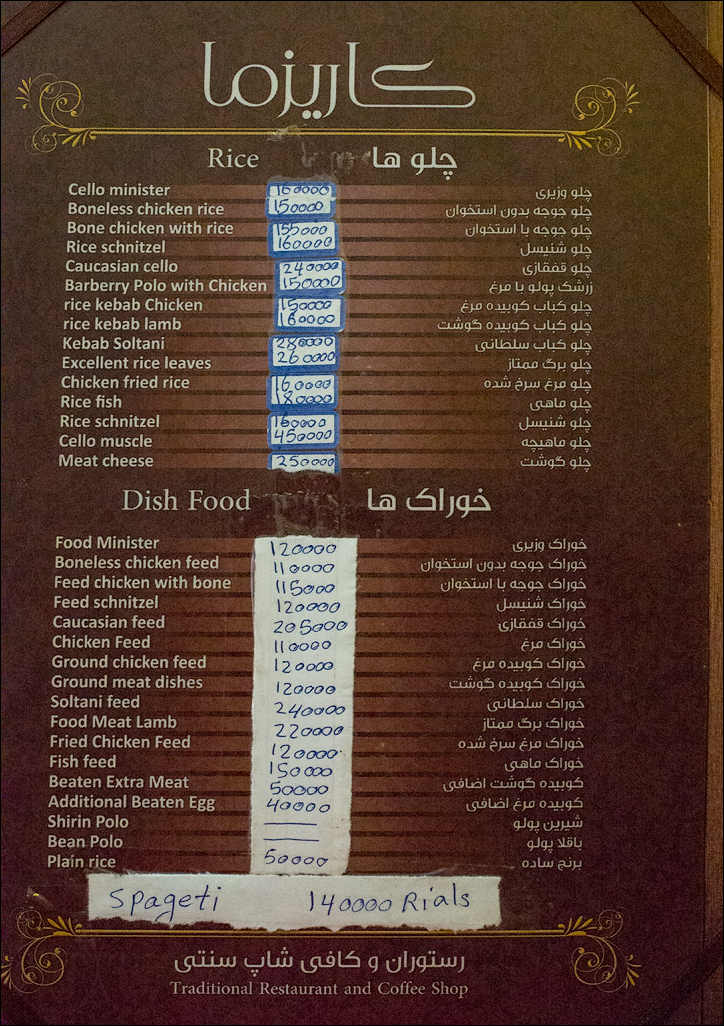 کاریزما
Rice چلو ها
Cello minister 160000 چلو وزیری
Boneless chicken rice 150000 چلو جوجه بدون استخوان
Bone chicken with rice 155000 چلو جوجه با استخوان
Rice schnitzel 160000 چلو شنیسل
Caucasian cello 240000 چلو قفقازی
Barberry Polo with Chicken 150000 زرشک پولو با مرغ
rice kebab Chicken 150000 چلو کباب کوبیده مرغ
rice kebab lamb 160000 چلو کباب کوبیده گوشت
Kebab Soltani 280000 چلو کباب سلطانی
Excellent rice leaves 260000 چلو برگ ممتاز
Chicken fried rice 160000 چلو مرغ سرخ شده
Rice fish 180000 چلو ماهی
Rice schnitzel 160000 چلو شنیسل
Cello muscle 450000 چلو ماهیچه
Meat cheese 250000 چلو گوشت
Dish Food خوراک ها
Food Minister 120000 خوراک وزیری
Boneless chicken feed 110000 خوراک جوجه بدون استخوان
Feed chicken with bone 115000 خوراک جوجه با استخوان
Feed schnitzel 120000 خوراک شنیسل
Caucasian feed 205000 خوراک قفقازی
Chicken Feed 110000 خوراک مرغ
Ground chicken feed 120000 خوراک کوبیده مرغ
Ground meat dishes 120000 خوراک کوبیده گوشت
Soltani feed 240000 خوراک سلطانی
Food Meat Lamb 220000 خوراک برگ ممتاز
Fried Chicken Feed 120000 خوراک مرغ سرخ شده
Fish feed 150000 خوراک ماهی
Beaten Extra Meat 50000 کوبیده گوشت اضافی
Additional Beaten Egg 40000 کوبیده مرغ اضافی
Shirin Polo شیرین پولو
Bean Polo باقلا پولو
Plain rice 50000 برنج ساده
Spageti 140000 Rials
رستوران و کافی شاپ سنتی
Traditional Restaurant and Coffee Shop